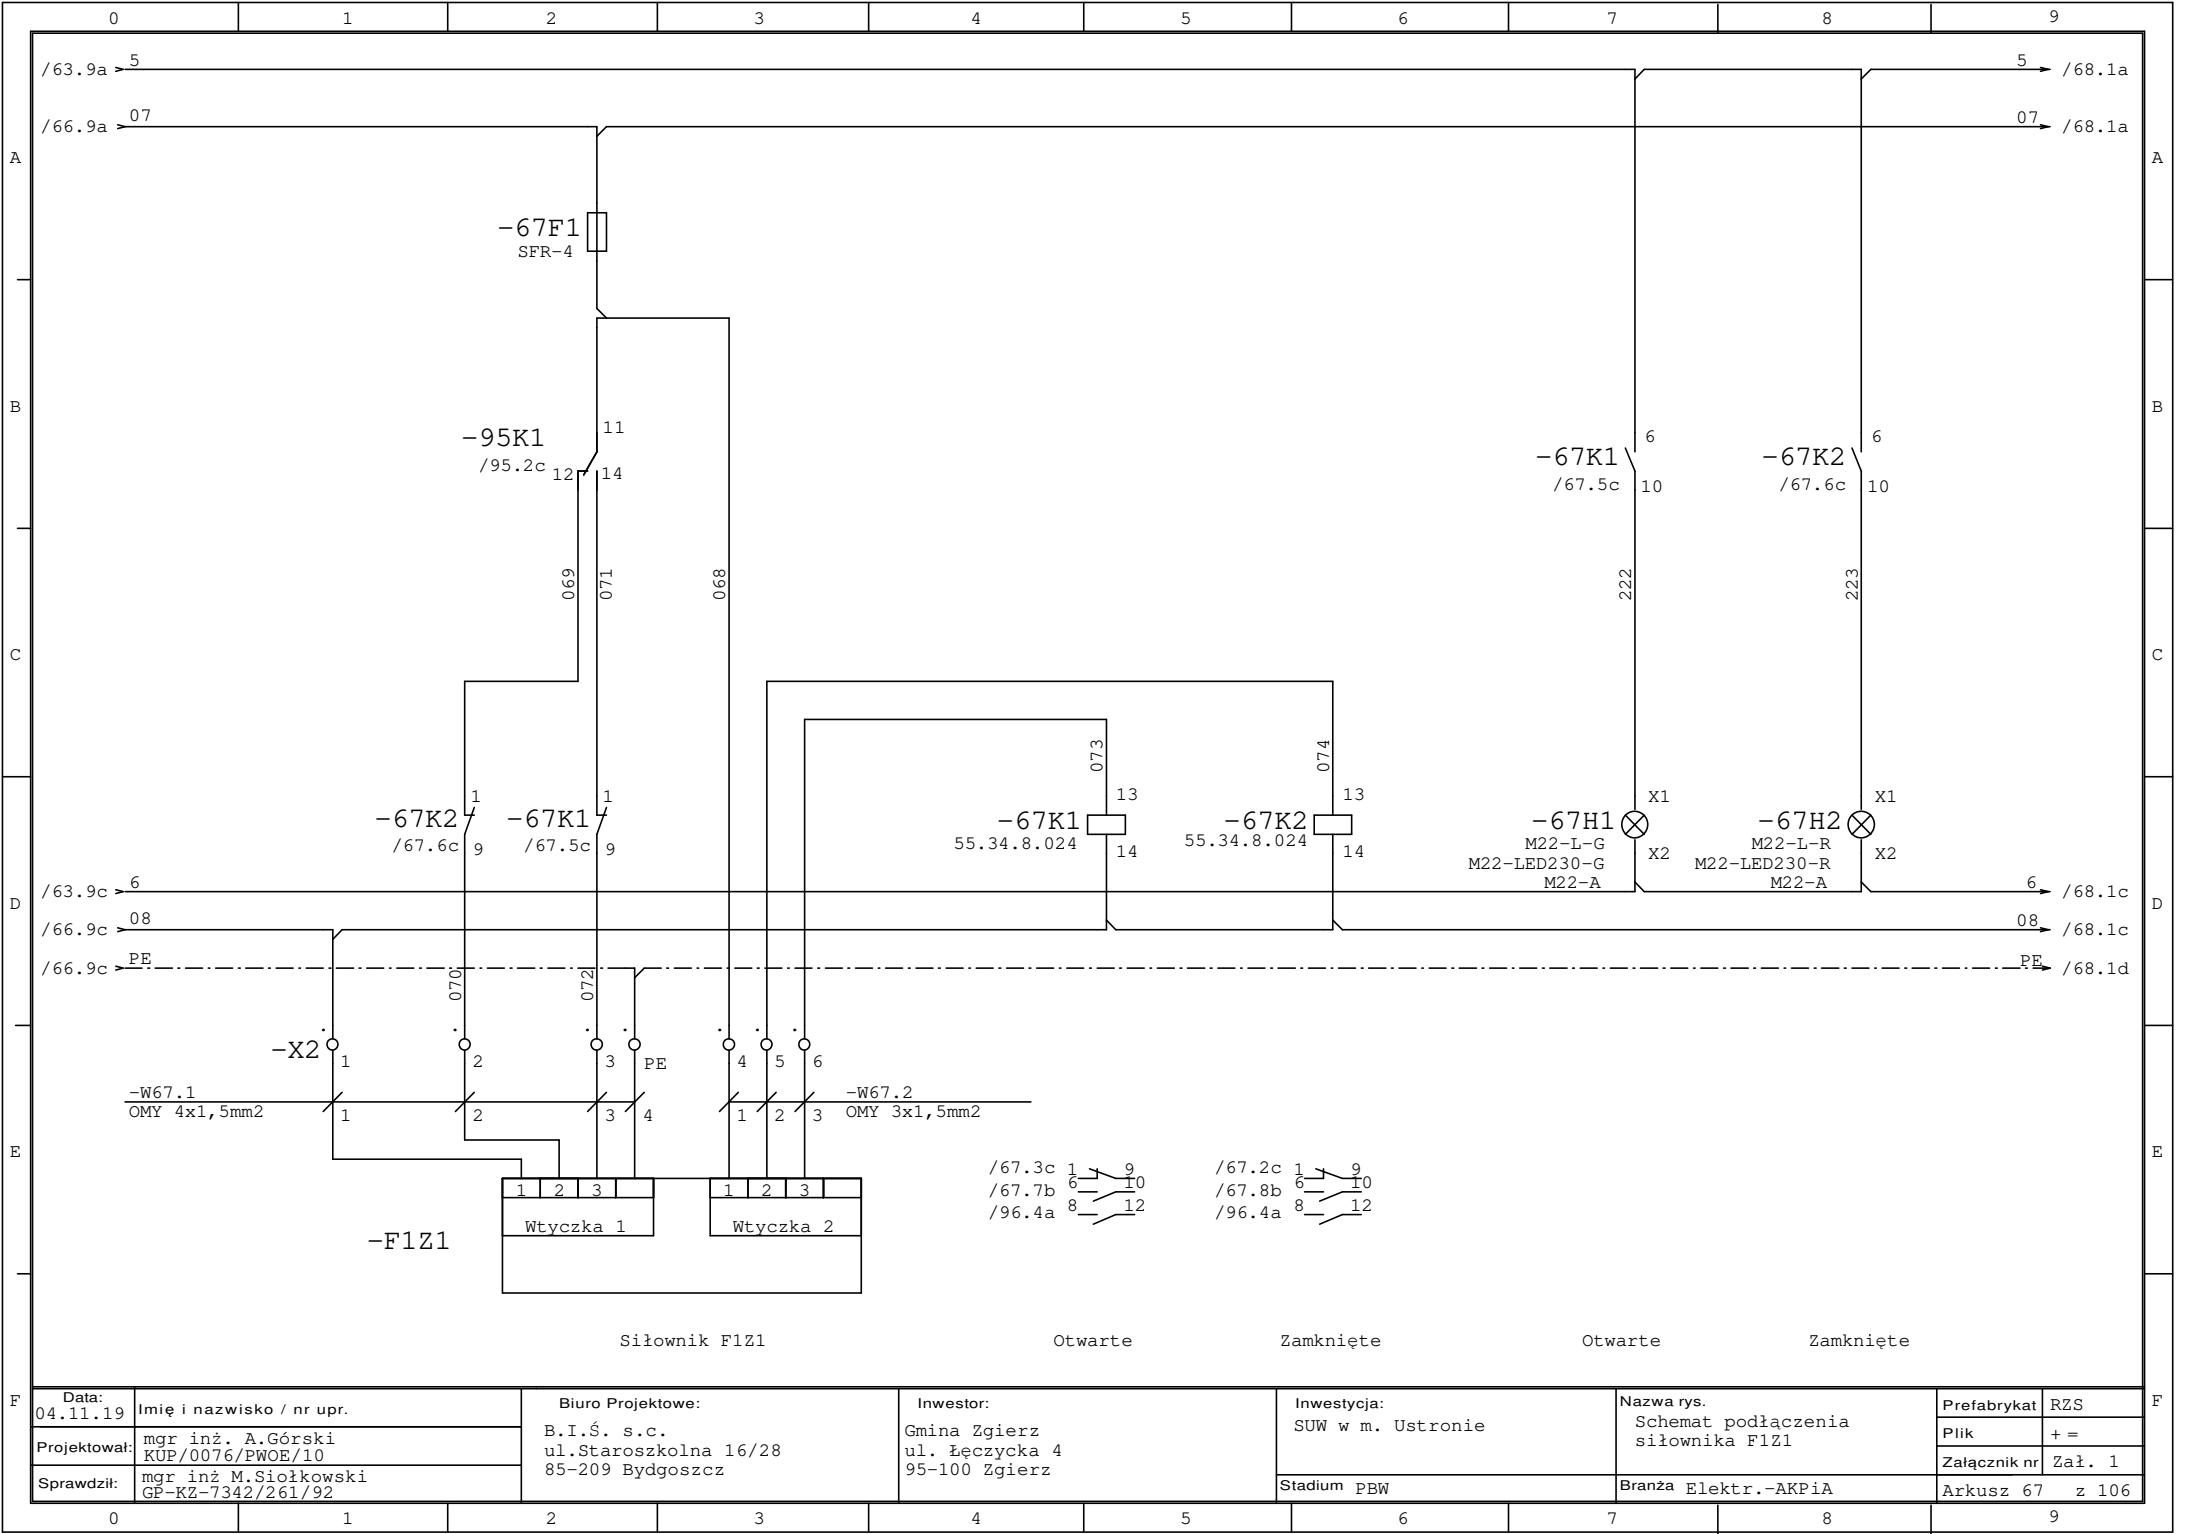 0 1 2 3 4 5 6 7 8 9
/63.9a 5 5 /68.1a
/66.9a 07 07 /68.1a
A A
-67F1
SFR-4
B B
-95K1 11
/95.2c 12 14
-67K1 6
/67.5c 10
-67K2 6
/67.6c 10
069 071 068 222 223
C C
073 074
-67K2 1
/67.6c 9
-67K1 1
/67.5c 9
-67K1 13
55.34.8.024 14
-67K2 13
55.34.8.024 14
-67H1 X1
M22-L-G X2
M22-LED230-G
M22-A
-67H2 X1
M22-L-R X2
M22-LED230-R
M22-A
/63.9c 6 6 /68.1c
D D
/66.9c 08 08 /68.1c
/66.9c PE PE /68.1d
070 072
-X2 1 2 3 PE 4 5 6
-W67.1 -W67.2
OMY 4x1,5mm2 1 2 3 4 1 2 3 OMY 3x1,5mm2
E E
/67.3c 1 9 /67.2c 1 9
/67.7b 6 10 /67.8b 6 10
/96.4a 8 12 /96.4a 8 12
1 2 3 1 2 3
Wtyczka 1 Wtyczka 2
-F1Z1
Siłownik F1Z1 Otwarte Zamknięte Otwarte Zamknięte
F F
Data:
04.11.19
Imię i nazwisko / nr upr.
Projektował:
mgr inż. A.Górski
KUP/0076/PWOE/10
Sprawdził:
mgr inż M.Siołkowski
GP-KZ-7342/261/92
Biuro Projektowe:
B.I.Ś. s.c.
ul.Staroszkolna 16/28
85-209 Bydgoszcz
Inwestor:
Gmina Zgierz
ul. Łęczycka 4
95-100 Zgierz
Inwestycja:
SUW w m. Ustronie
Stadium PBW
Nazwa rys.
Schemat podłączenia
siłownika F1Z1
Branża Elektr.-AKPiA
Prefabrykat RZS
Plik + =
Załącznik nr Zał. 1
Arkusz 67 z 106
0 1 2 3 4 5 6 7 8 9